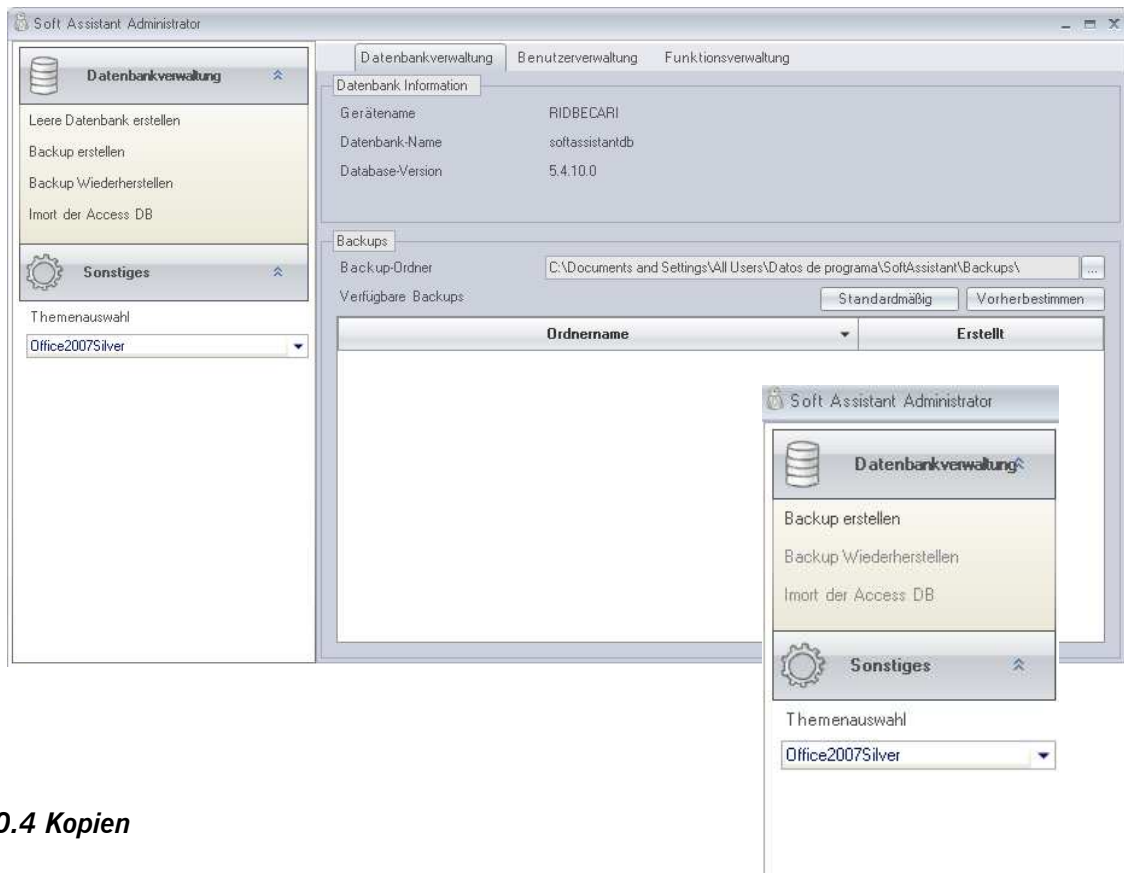 Soft Assistant Administrator
Datenbankverwaltung
Leere Datenbank erstellen
Backup erstellen
Backup Wiederherstellen
Imort der Access DB
Sonstiges
Themenauswahl
Office2007Silver
Datenbankverwaltung Benutzerverwaltung Funktionsverwaltung
Datenbank Information
Gerätename RIDBECARI
Datenbank-Name softassistantdb
Database-Version 5.4.10.0
Backups
Backup-Ordner C:\Documents and Settings\All Users\Datos de programa\SoftAssistant\Backups\ ...
Verfügbare Backups Standardmäßig Vorherbestimmen
Ordnername Erstellt
Soft Assistant Administrator
Datenbankverwaltung
Backup erstellen
Backup Wiederherstellen
Imort der Access DB
Sonstiges
Themenauswahl
Office2007Silver
0.4 Kopien